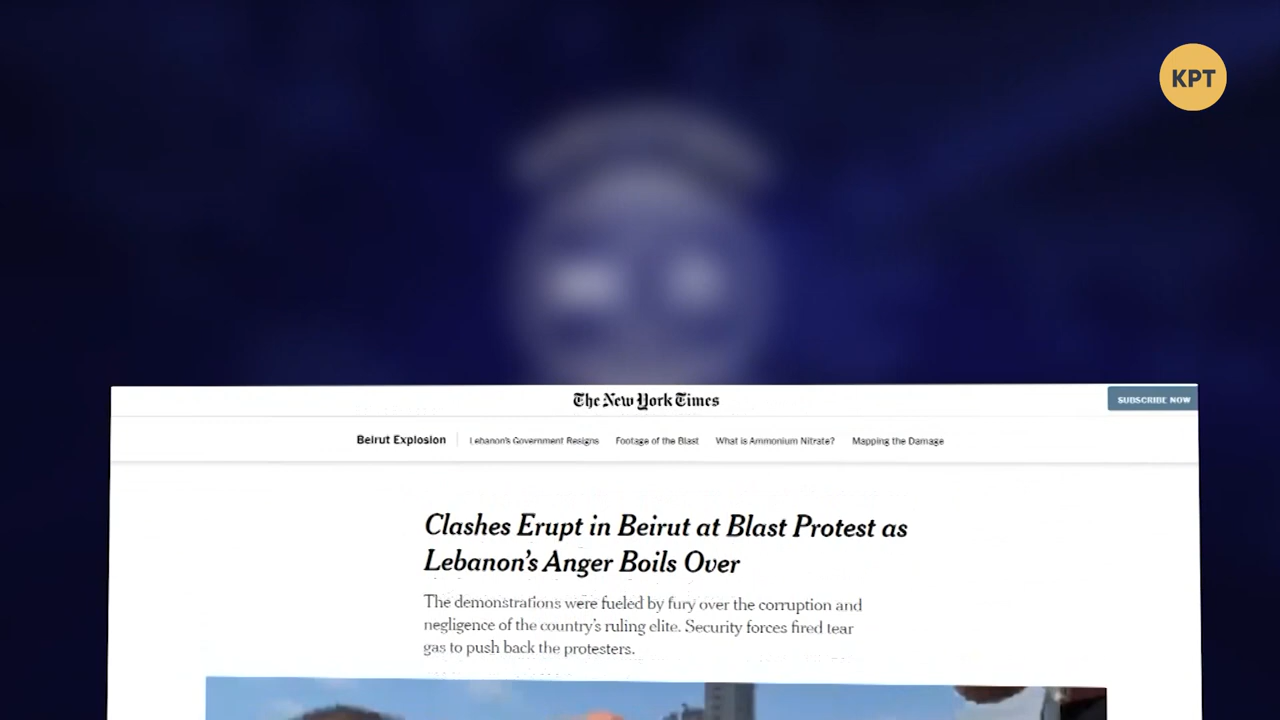 KPT
The New York Times
SUBSCRIBE NOW
Beirut Explosion Lebanon's Government Resigns Footage of the Blast What is Ammonium Nitrate? Mapping the Damage
Clashes Erupt in Beirut at Blast Protest as
Lebanon's Anger Boils Over
The demonstrations were fueled by fury over the corruption and
negligence of the country's ruling elite. Security forces fired tear
gas to push back the protesters.